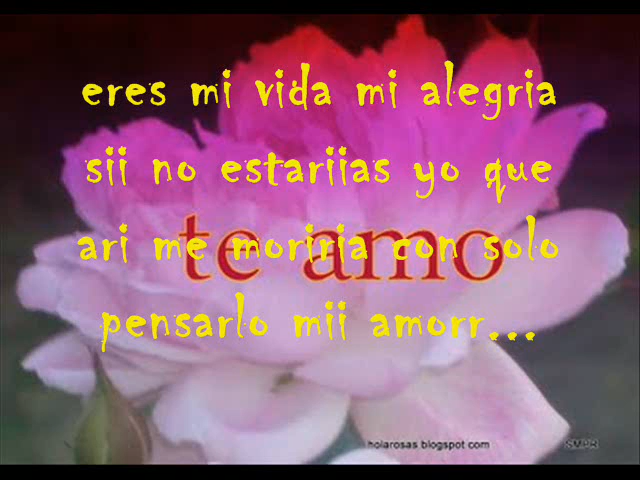 eres mi vida mi alegria
sii no estariias yo que
ari me moriria con solo
te amo
pensarlo mii amorr...
holarosas.blogspot.com
SMVR